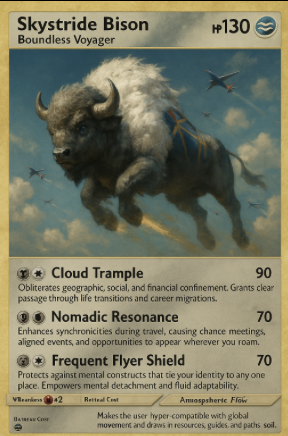 Skystride Bison
HP130
Boundless Voyager
Cloud Trample 90
Obliterates geographic, social, and financial confinement. Grants clear
passage through life transitions and career migrations.
Nomadic Resonance 70
Enhances synchronicities during travel, causing chance meetings,
aligned events, and opportunities to appear wherever you roam.
Frequent Flyer Shield 70
Protects against mental constructs that tie your identity to any one
place. Empowers mental detachment and fluid adaptability.
x2 Retical Cost Atmospheric Flow
Makes the user hyper-compatible with global
movement and draws in resources, guides, and paths soil.